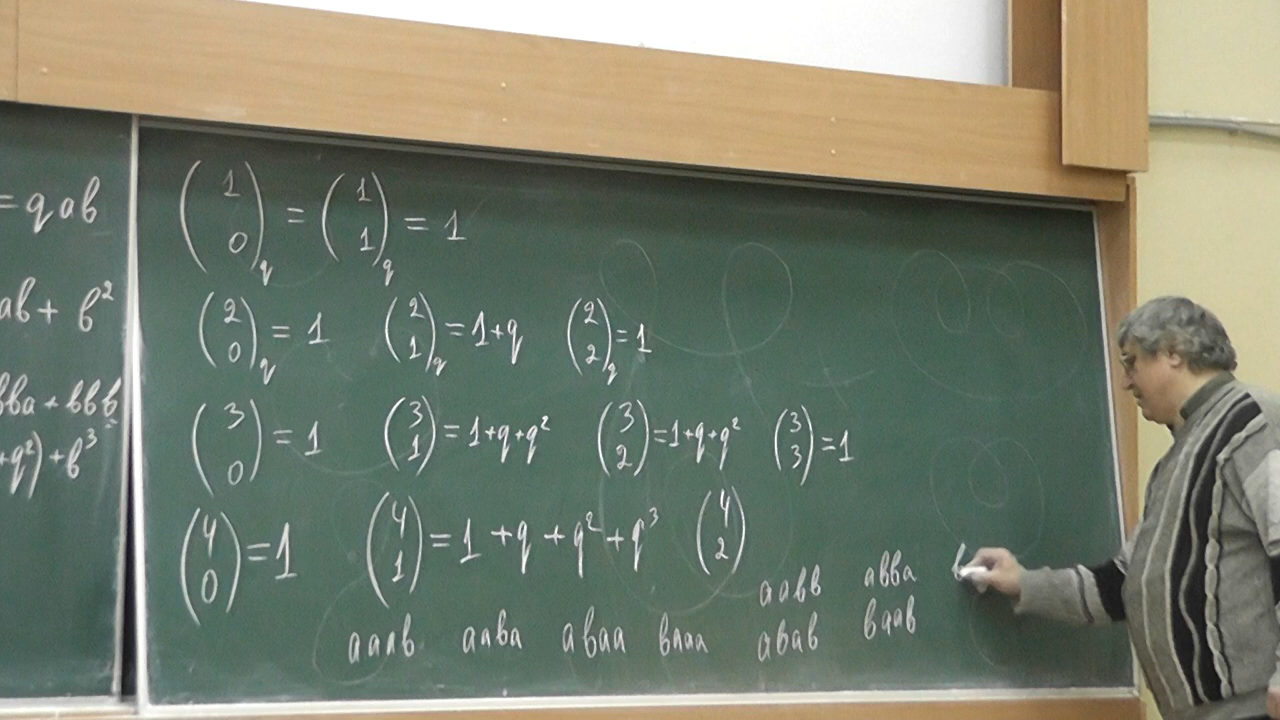 = q ab
ab + b²
bba + bbb
+q²) + b³
(1 0)_q = (1 1)_q = 1
(2 0)_q = 1 (2 1)_q = 1+q (2 2)_q = 1
(3 0) = 1 (3 1) = 1+q+q² (3 2) = 1+q+q² (3 3) = 1
(4 0) = 1 (4 1) = 1 + q + q² + q³ (4 2)
aabb abba
aaab aaba abaa baaa abab baab